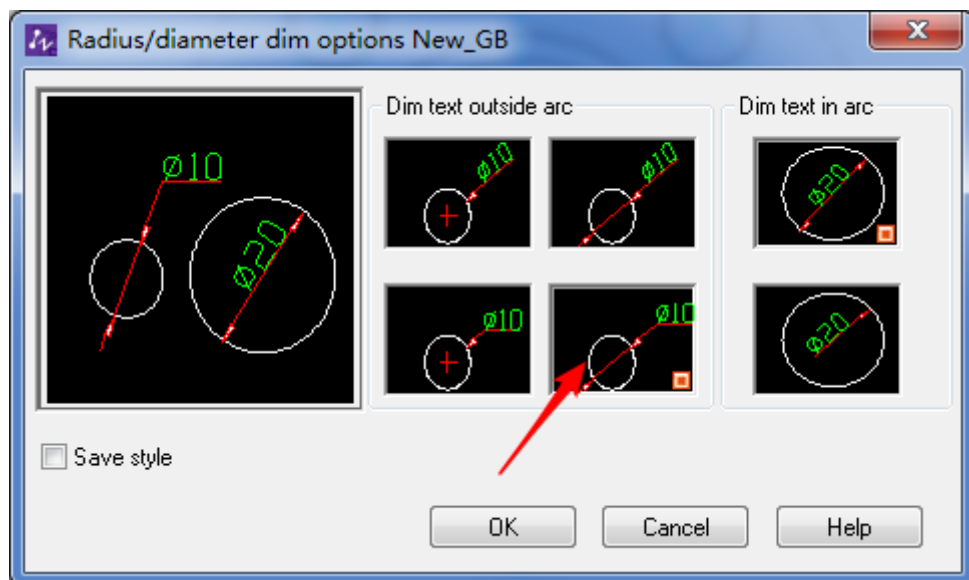 Radius/diameter dim options New_GB
Dim text outside arc
Dim text in arc
Ø10
Ø20
Ø10
Ø10
Ø20
Ø10
Ø10
Ø20
Save style
OK
Cancel
Help